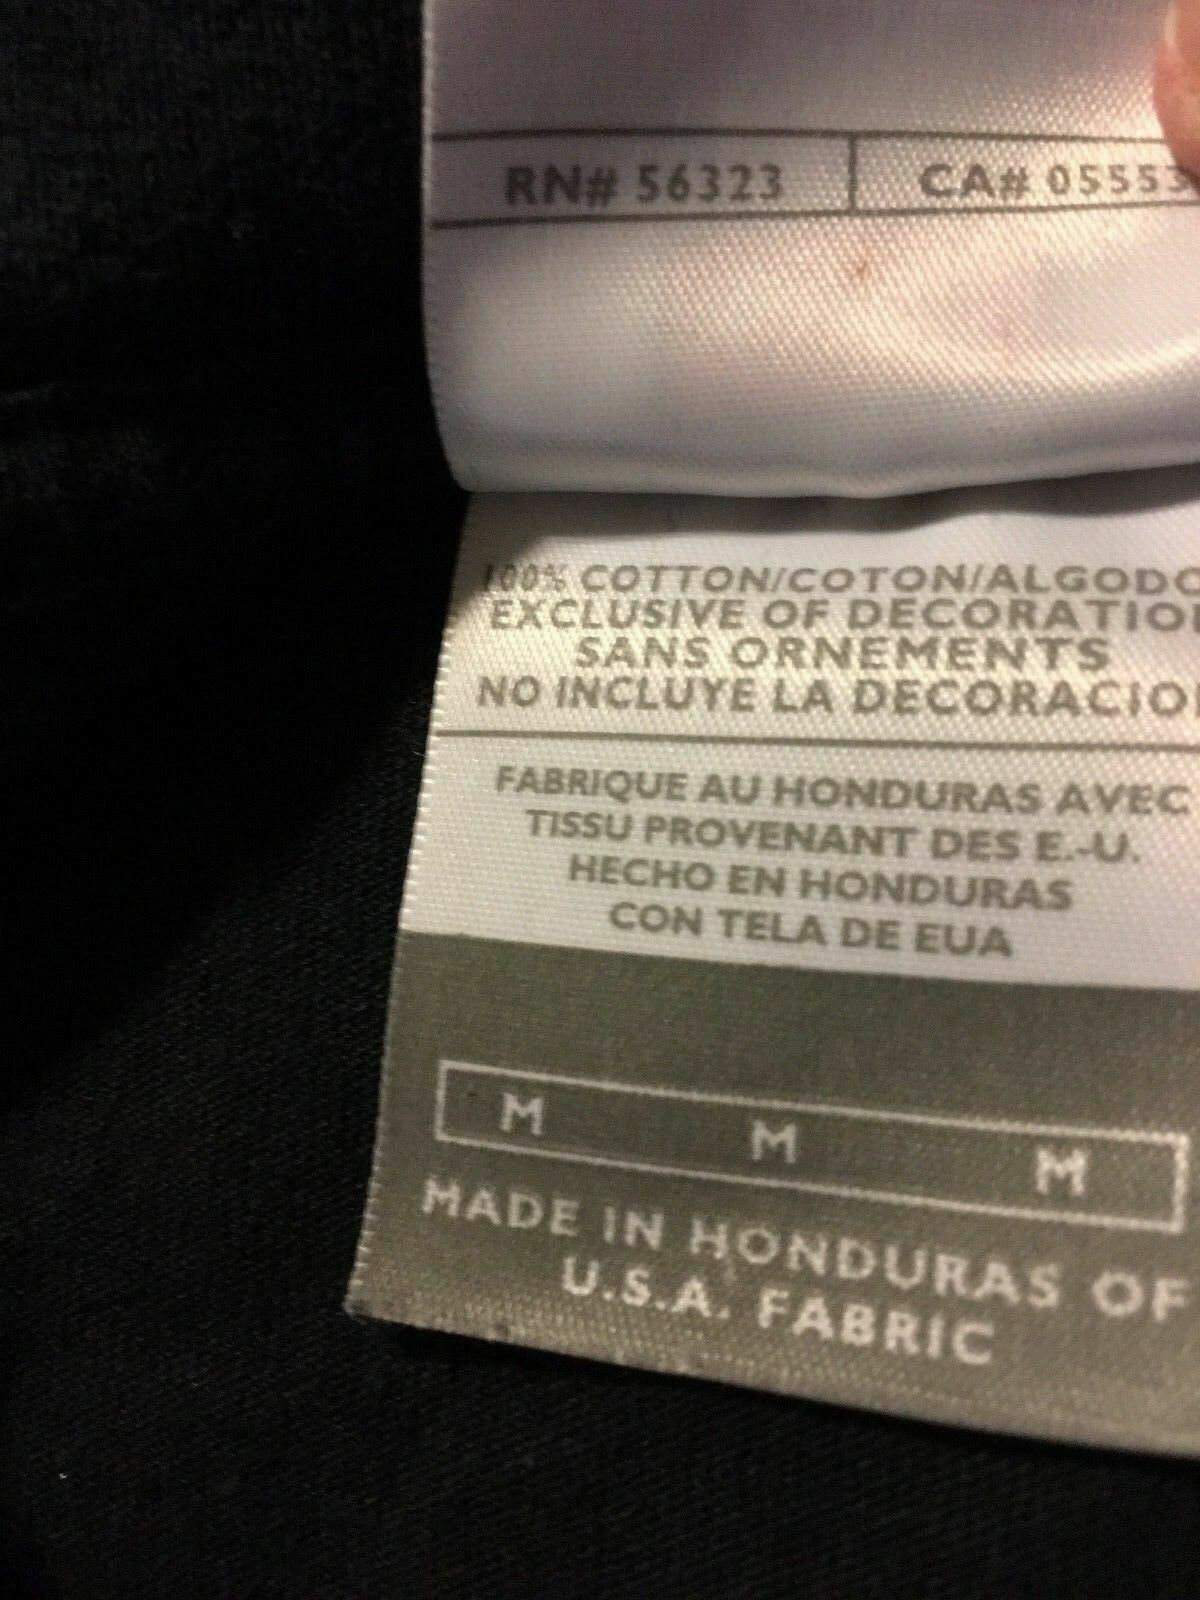 RN# 56323 CA# 05553
100% COTTON/COTON/ALGODO
EXCLUSIVE OF DECORATIO
SANS ORNEMENTS
NO INCLUYE LA DECORACIO
FABRIQUE AU HONDURAS AVEC
TISSU PROVENANT DES E.-U.
HECHO EN HONDURAS
CON TELA DE EUA
M M M
MADE IN HONDURAS OF
U.S.A. FABRIC